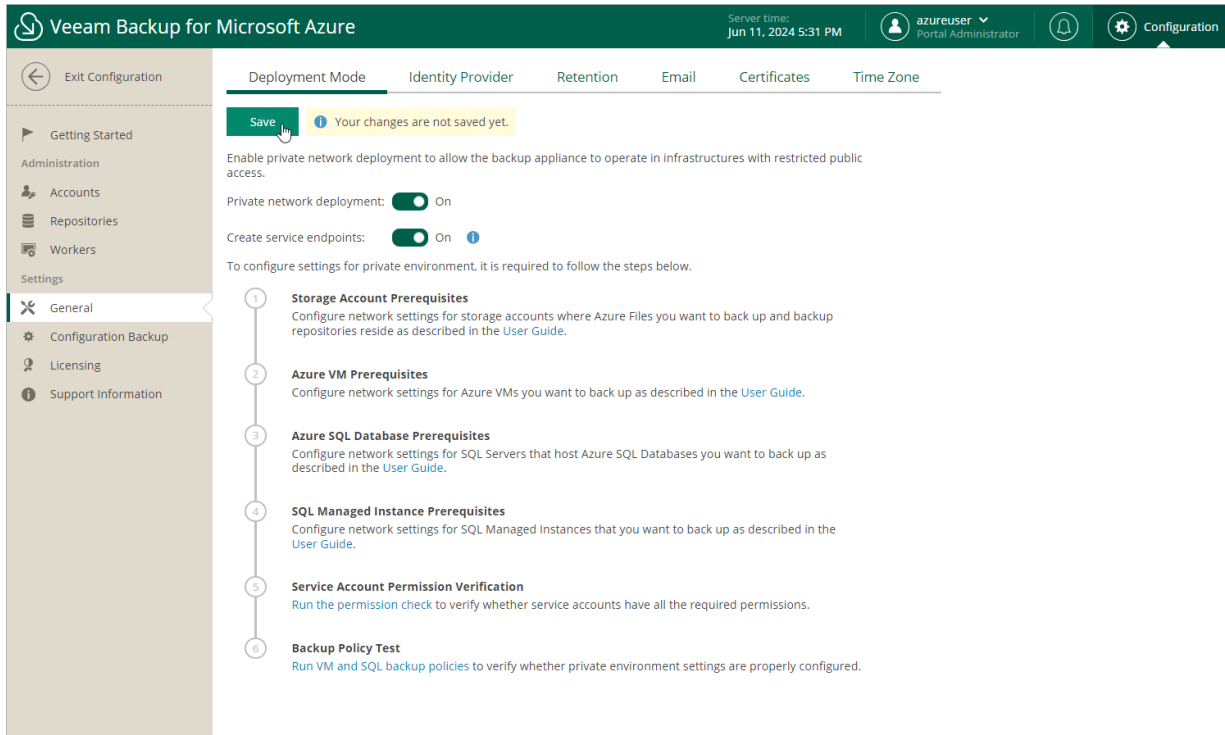 Veeam Backup for Microsoft Azure
Server time:
Jun 11, 2024 5:31 PM
azureuser
Portal Administrator
Configuration
Exit Configuration
Getting Started
Administration
Accounts
Repositories
Workers
Settings
General
Configuration Backup
Licensing
Support Information
Deployment Mode
Identity Provider
Retention
Email
Certificates
Time Zone
Save
Your changes are not saved yet.
Enable private network deployment to allow the backup appliance to operate in infrastructures with restricted public
access.
Private network deployment:
On
Create service endpoints:
On
To configure settings for private environment, it is required to follow the steps below.
1
Storage Account Prerequisites
Configure network settings for storage accounts where Azure Files you want to back up and backup
repositories reside as described in the User Guide.
2
Azure VM Prerequisites
Configure network settings for Azure VMs you want to back up as described in the User Guide.
3
Azure SQL Database Prerequisites
Configure network settings for SQL Servers that host Azure SQL Databases you want to back up as
described in the User Guide.
4
SQL Managed Instance Prerequisites
Configure network settings for SQL Managed Instances that you want to back up as described in the
User Guide.
5
Service Account Permission Verification
Run the permission check to verify whether service accounts have all the required permissions.
6
Backup Policy Test
Run VM and SQL backup policies to verify whether private environment settings are properly configured.